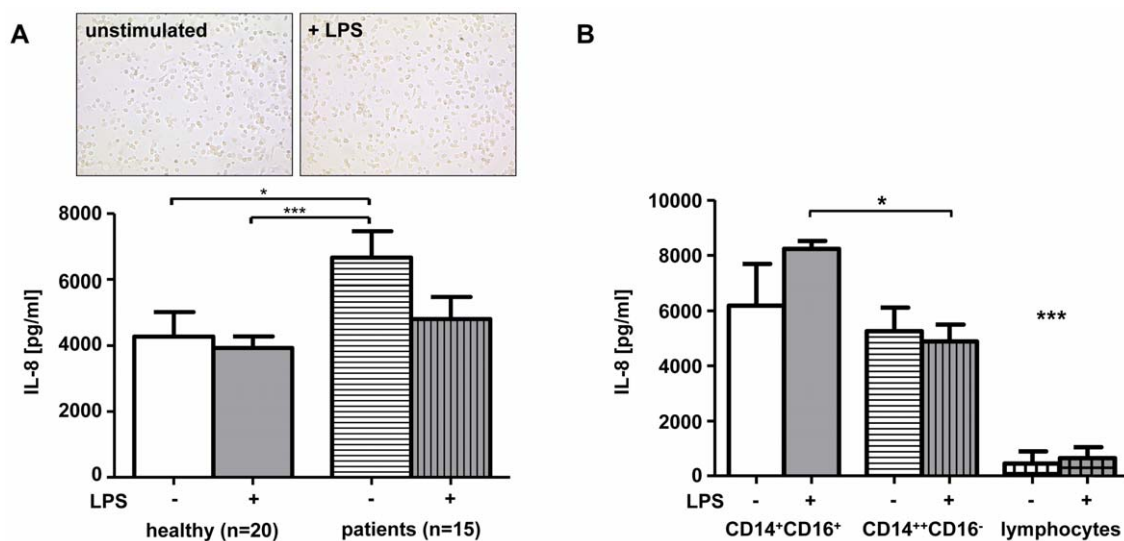 A
unstimulated
+ LPS
*
***
8000
6000
4000
2000
0
IL-8 [pg/ml]
LPS - + - +
healthy (n=20) patients (n=15)
B
*
***
10000
8000
6000
4000
2000
0
IL-8 [pg/ml]
LPS - + - + - +
CD14⁺CD16⁺ CD14⁺⁺CD16⁻ lymphocytes